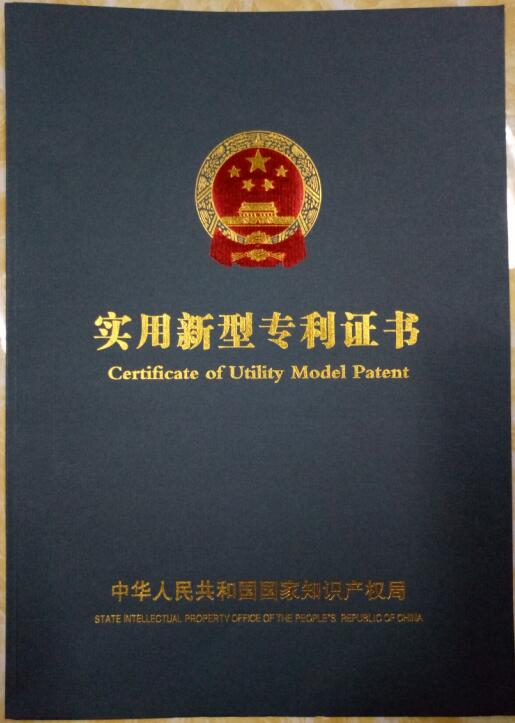 实用新型专利证书
Certificate of Utility Model Patent
中华人民共和国国家知识产权局
STATE INTELLECTUAL PROPERTY OFFICE OF THE PEOPLE'S REPUBLIC OF CHINA